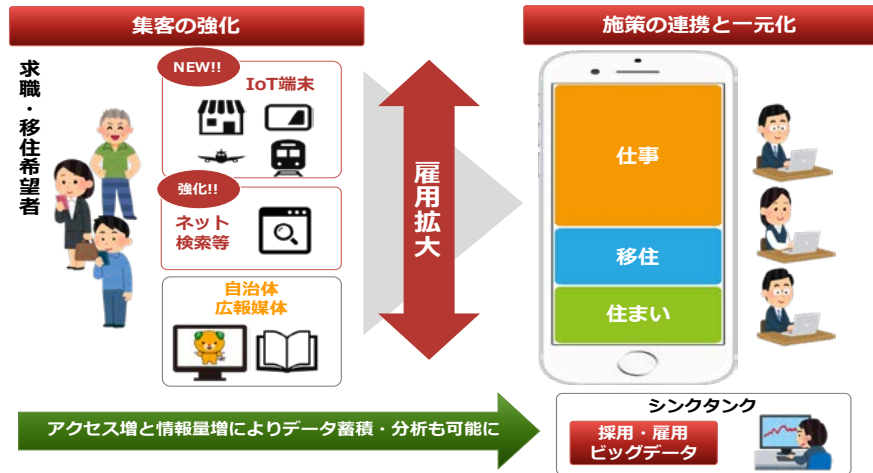 集客の強化
施策の連携と一元化
求職・移住希望者
NEW!!
IoT端末
強化!!
ネット
検索等
自治体
広報媒体
雇用拡大
仕事
移住
住まい
アクセス増と情報量増によりデータ蓄積・分析も可能に
シンクタンク
採用・雇用
ビッグデータ